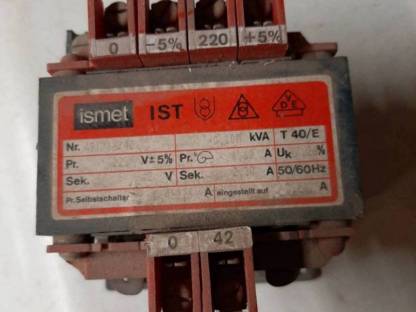 0 -5% 220 +5%
ismet IST VDE
Nr. kVA T 40/E
Pr. V±5% Pr. A Uk %
Sek. V Sek. A 50/60Hz
Pr.Selbstschalter A eingestellt auf A
0 42